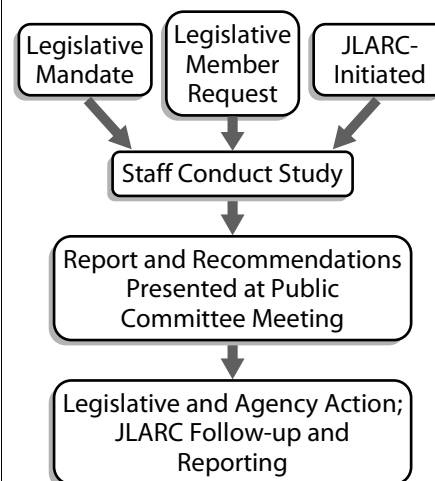 Legislative
Mandate
Legislative
Member
Request
JLARC-
Initiated
Staff Conduct Study
Report and Recommendations
Presented at Public
Committee Meeting
Legislative and Agency Action;
JLARC Follow-up and
Reporting